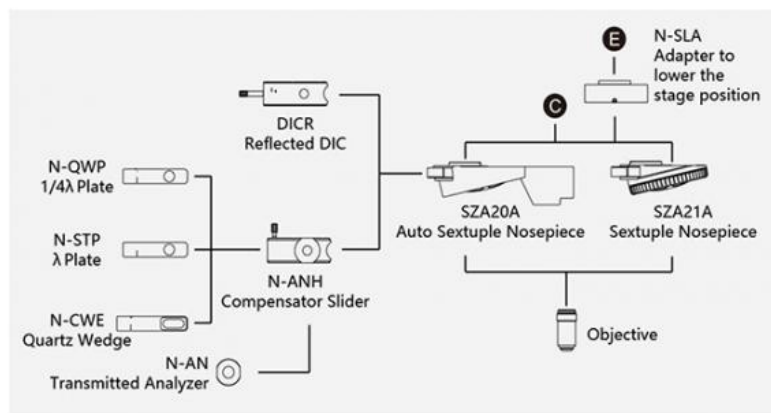 E
N-SLA
Adapter to
lower the
stage position
C
DICR
Reflected DIC
N-QWP
1/4λ Plate
SZA20A
Auto Sextuple Nosepiece
SZA21A
Sextuple Nosepiece
N-STP
λ Plate
N-ANH
Compensator Slider
N-CWE
Quartz Wedge
Objective
N-AN
Transmitted Analyzer